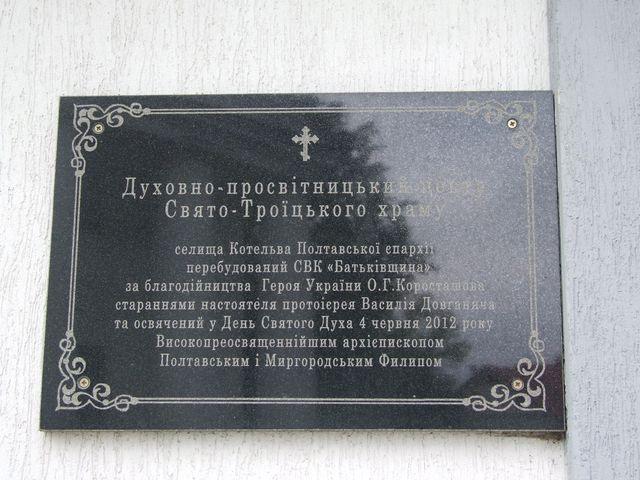 Духовно-просвітницький центр
Свято-Троїцького храму
селища Котельва Полтавської єпархії
перебудований СВК «Батьківщина»
за благодійництва Героя України О.Г.Коросташова
стараннями настоятеля протоієрея Василія Довганяча
та освячений у День Святого Духа 4 червня 2012 року
Високопреосвященнійшим архієпископом
Полтавським і Миргородським Филипом